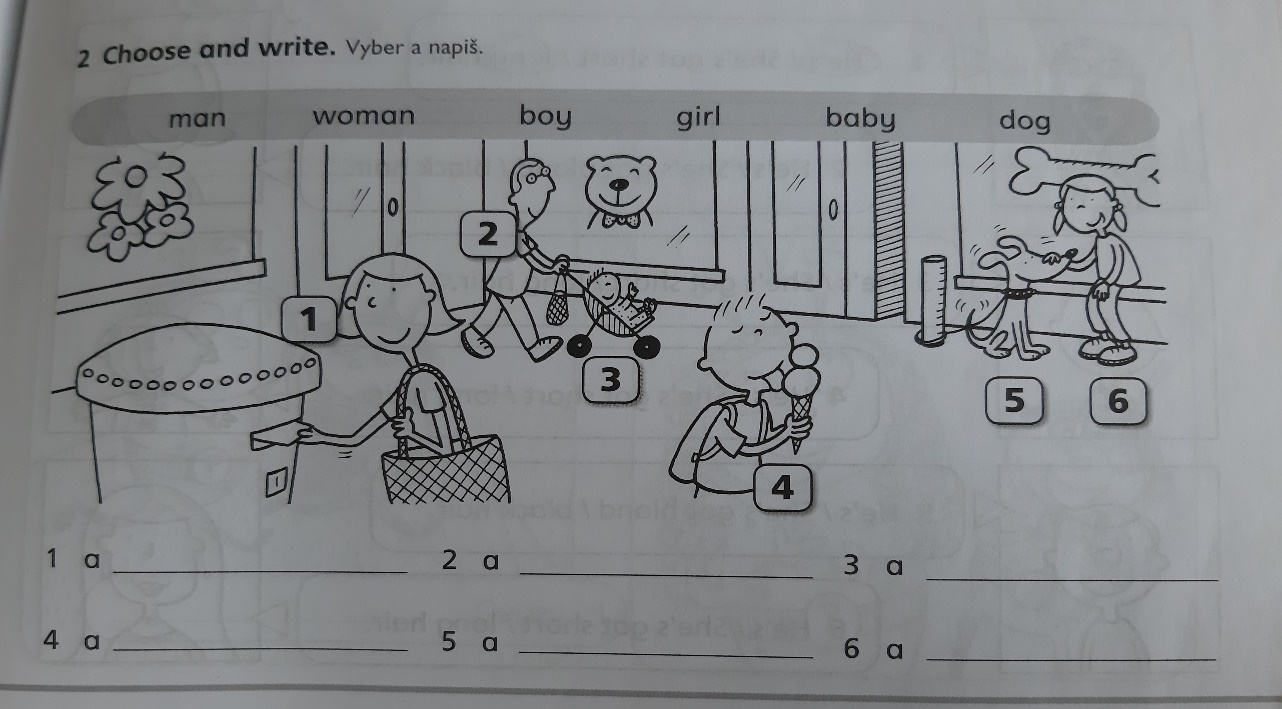 2 Choose and write. Vyber a napiš.
man woman boy girl baby dog
1
2
3
4
5
6
1 a
2 a
3 a
4 a
5 a
6 a